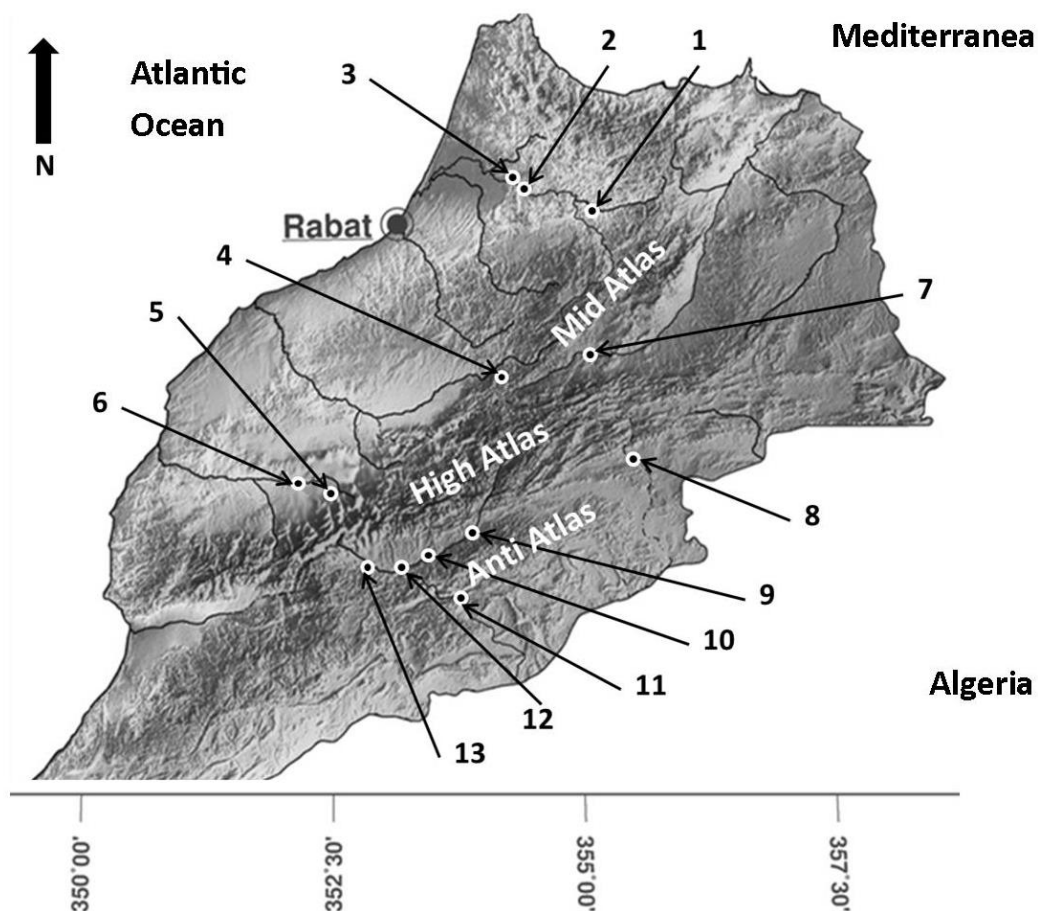 Mediterranea
Atlantic
Ocean
N
3
2
1
Rabat
4
Mid Atlas
5
7
6
High Atlas
8
Anti Atlas
9
10
11
Algeria
12
13
350˚00'
352˚30'
355˚00'
357˚30'